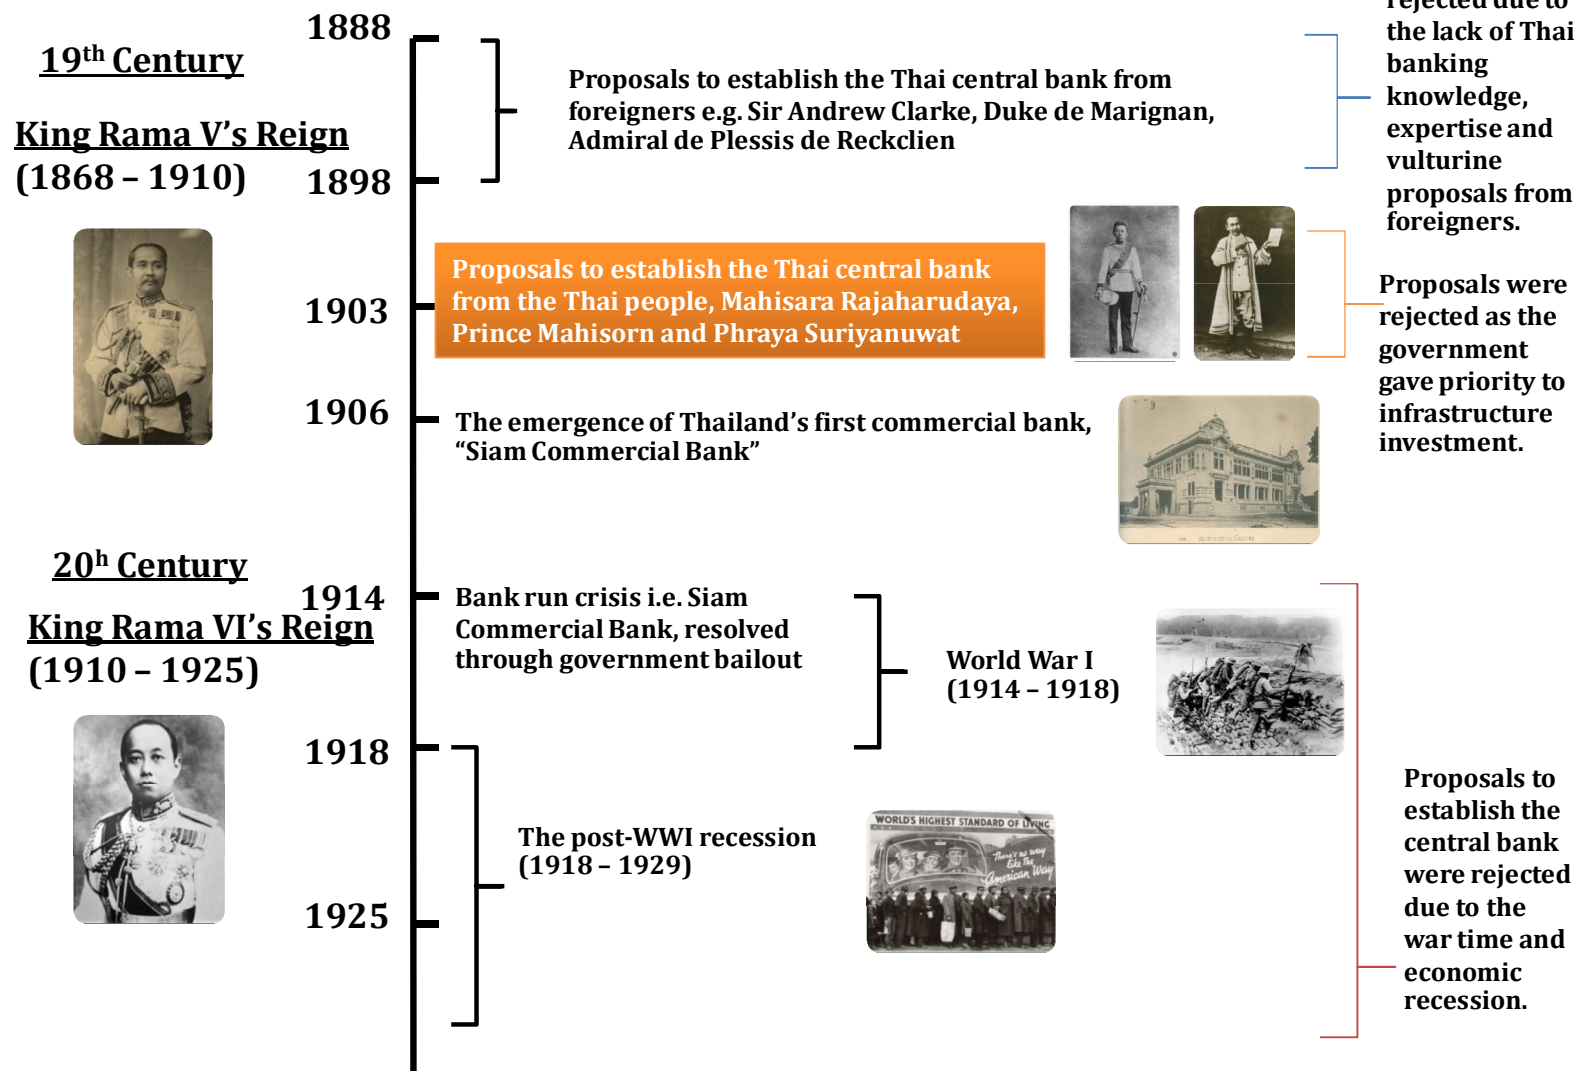 19th Century
King Rama V’s Reign
(1868 – 1910)
1888
1898
Proposals to establish the Thai central bank from
foreigners e.g. Sir Andrew Clarke, Duke de Marignan,
Admiral de Plessis de Reckclien
rejected due to
the lack of Thai
banking
knowledge,
expertise and
vulturine
proposals from
foreigners.
1903
Proposals to establish the Thai central bank
from the Thai people, Mahisara Rajaharudaya,
Prince Mahisorn and Phraya Suriyanuwat
Proposals were
rejected as the
government
gave priority to
infrastructure
investment.
1906
The emergence of Thailand’s first commercial bank,
“Siam Commercial Bank”
20h Century
King Rama VI’s Reign
(1910 – 1925)
1914
Bank run crisis i.e. Siam
Commercial Bank, resolved
through government bailout
World War I
(1914 – 1918)
1918
The post-WWI recession
(1918 – 1929)
WORLD'S HIGHEST STANDARD OF LIVING
There's no way
like the
American Way
1925
Proposals to
establish the
central bank
were rejected
due to the
war time and
economic
recession.